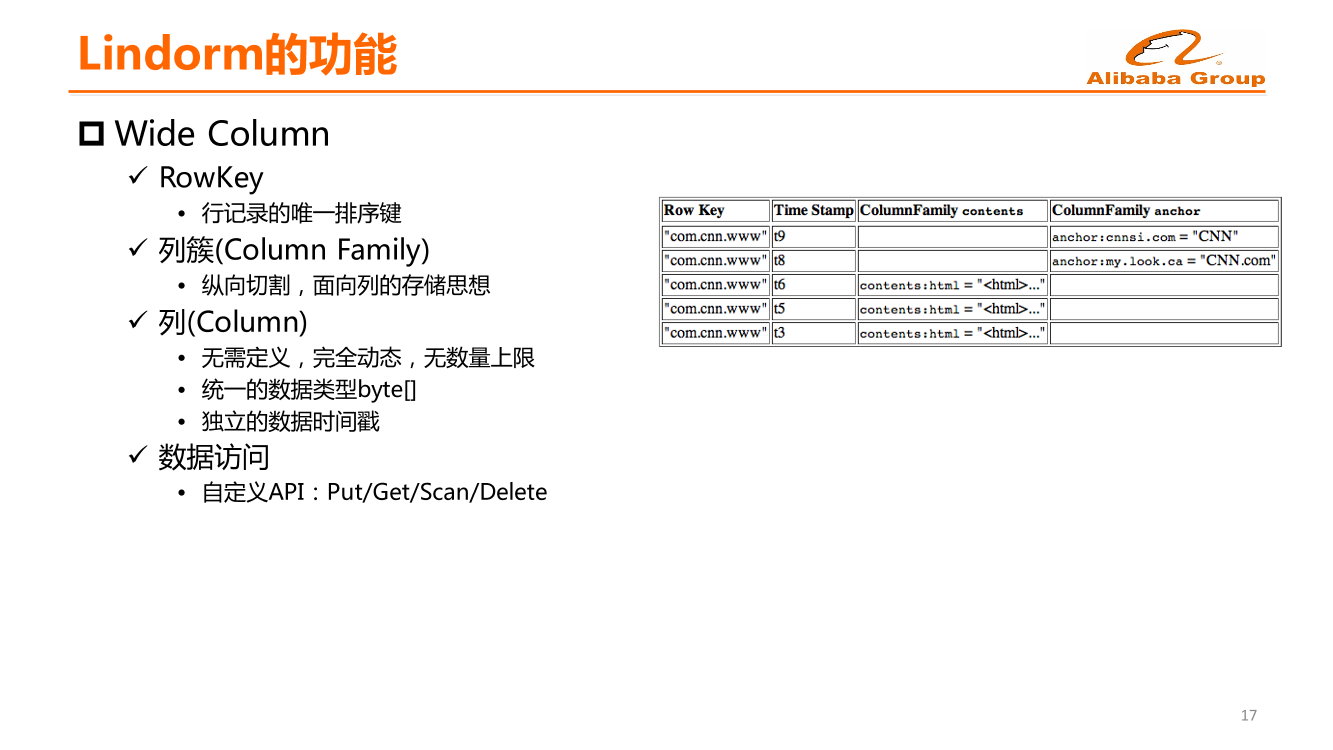 Lindorm的功能
Alibaba Group
Wide Column
RowKey
行记录的唯一排序键
列簇(Column Family)
纵向切割，面向列的存储思想
列(Column)
无需定义，完全动态，无数量上限
统一的数据类型byte[]
独立的数据时间戳
数据访问
自定义API：Put/Get/Scan/Delete
Row Key Time Stamp ColumnFamily contents ColumnFamily anchor
"com.cnn.www" t9 anchor:cnnsi.com = "CNN"
"com.cnn.www" t8 anchor:my.look.ca = "CNN.com"
"com.cnn.www" t6 contents:html = "<html>..."
"com.cnn.www" t5 contents:html = "<html>..."
"com.cnn.www" t3 contents:html = "<html>..."
17